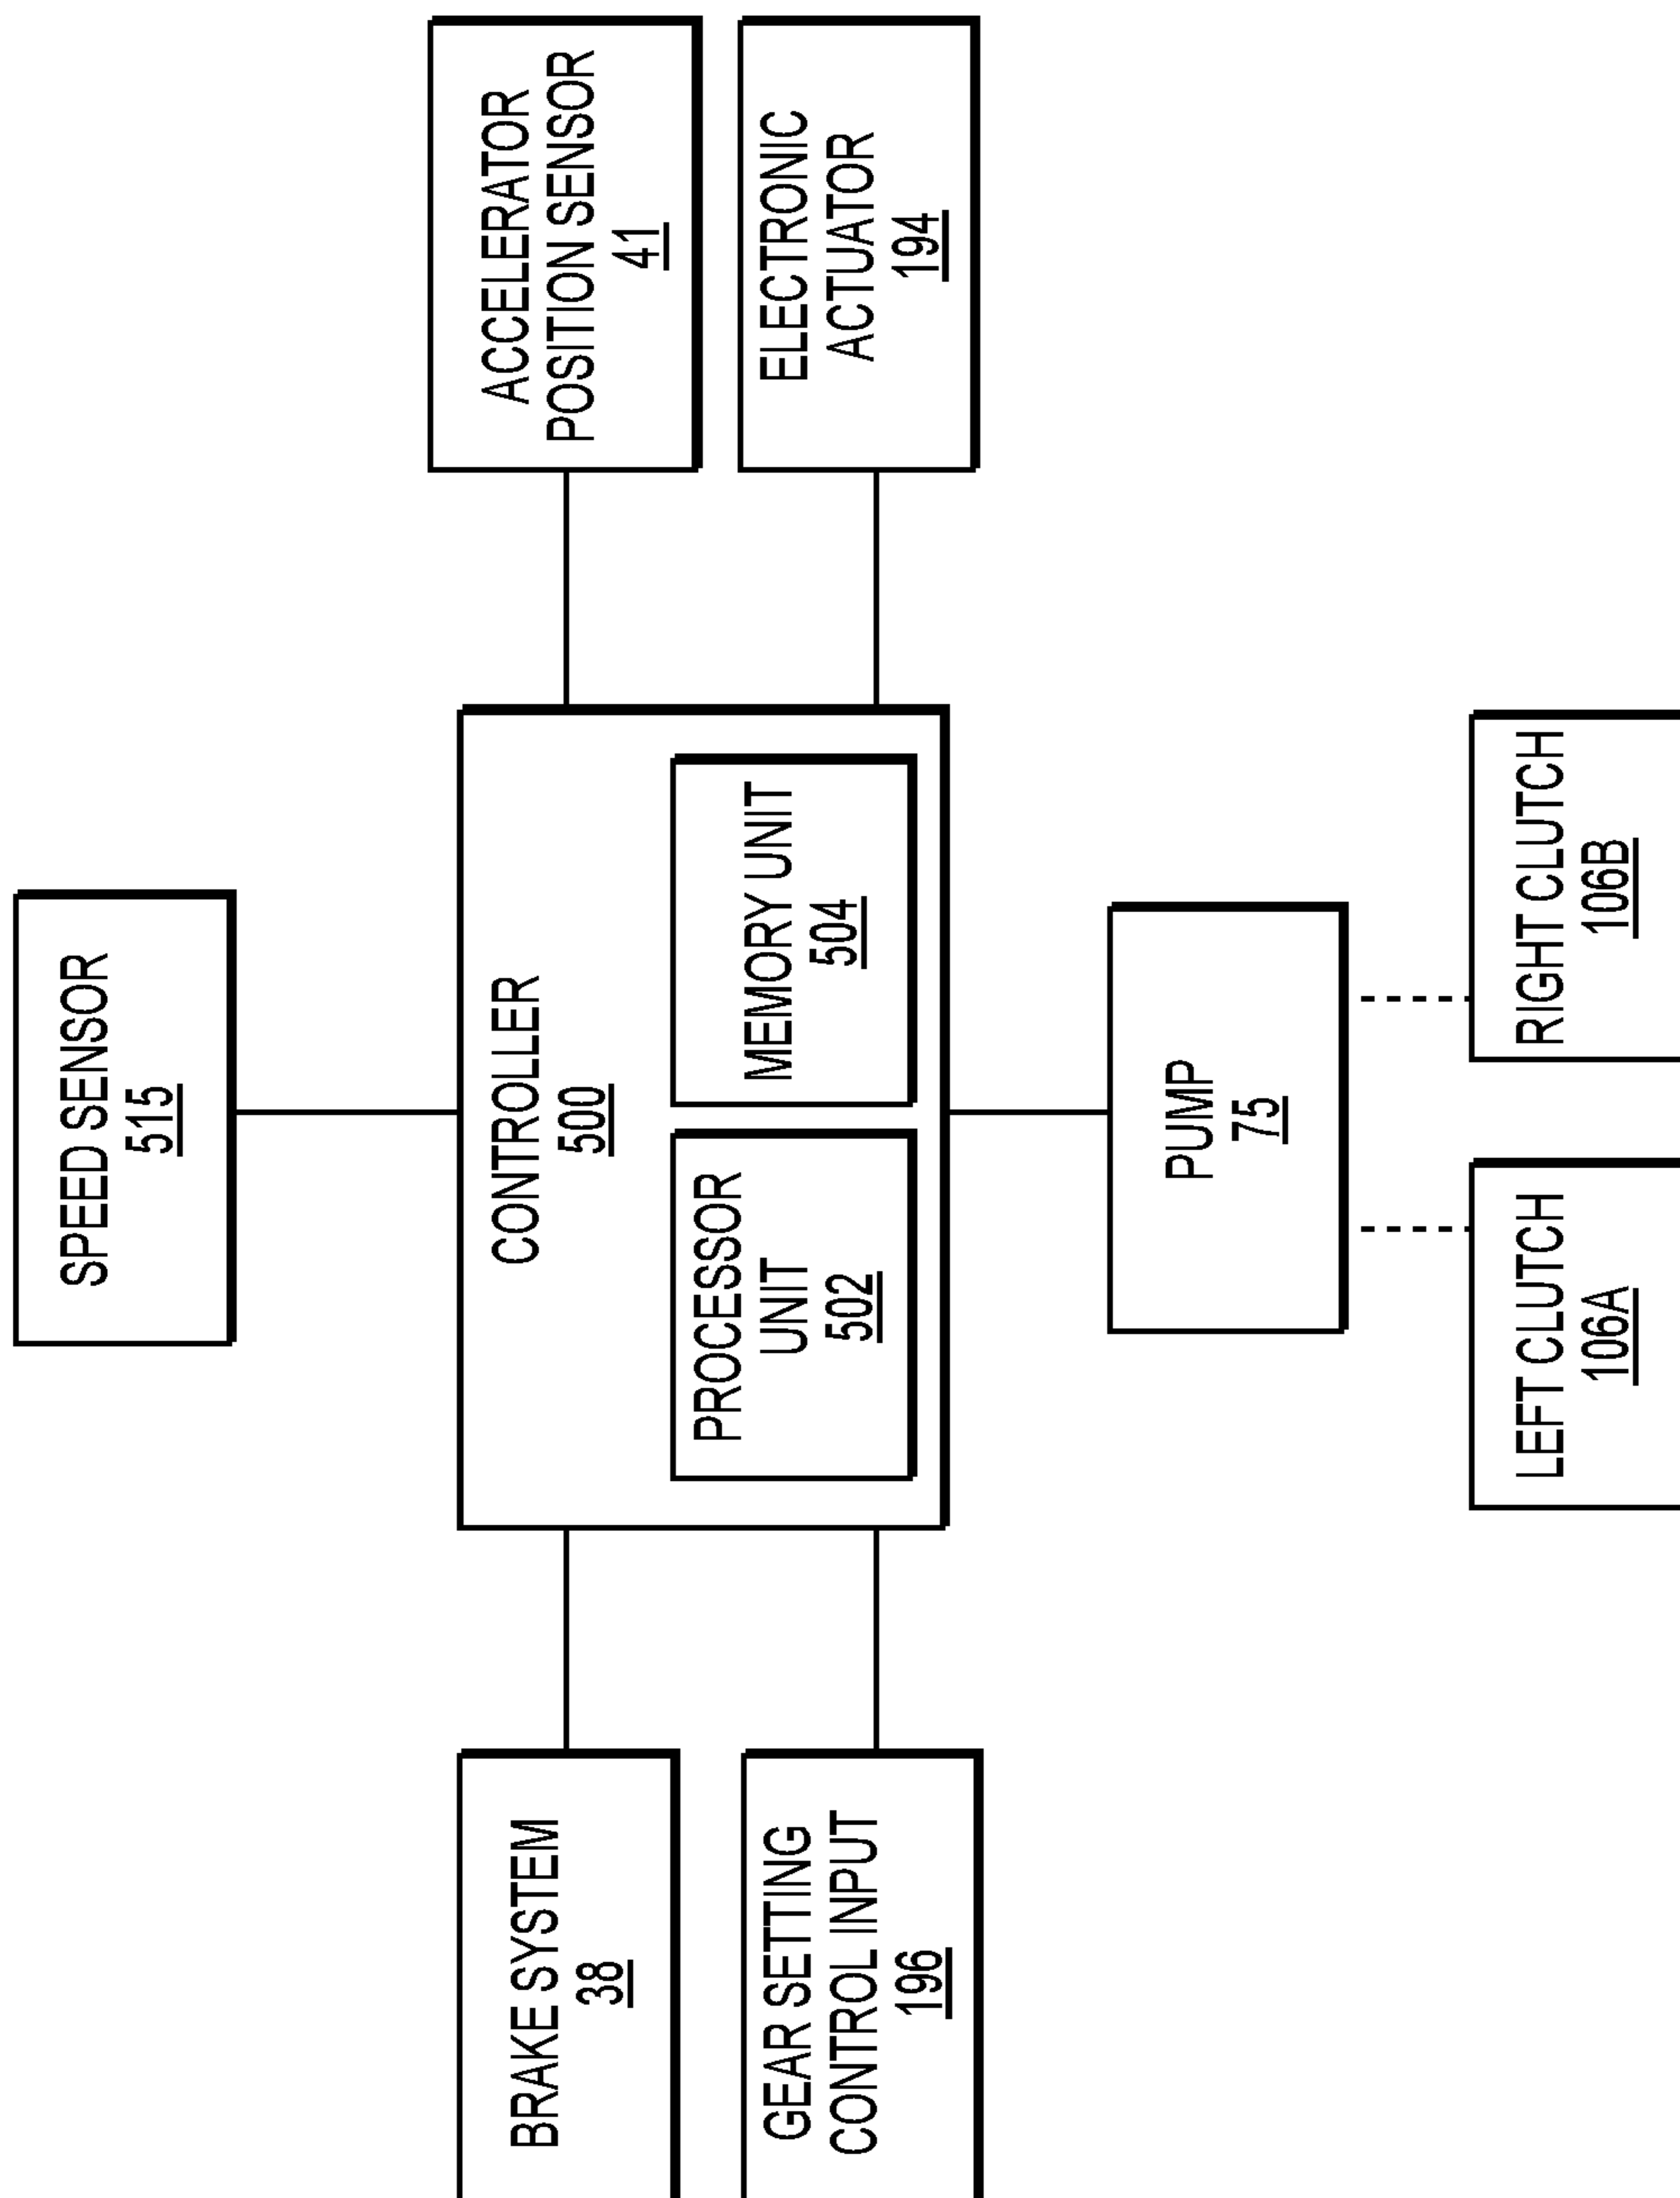 ACCELERATOR
POSITION SENSOR
41
ELECTRONIC
ACTUATOR
194
SPEED SENSOR
515
CONTROLLER
500
MEMORY UNIT
504
PROCESSOR
UNIT
502
PUMP
75
RIGHT CLUTCH
106B
LEFT CLUTCH
106A
BRAKE SYSTEM
38
GEAR SETTING
CONTROL INPUT
196